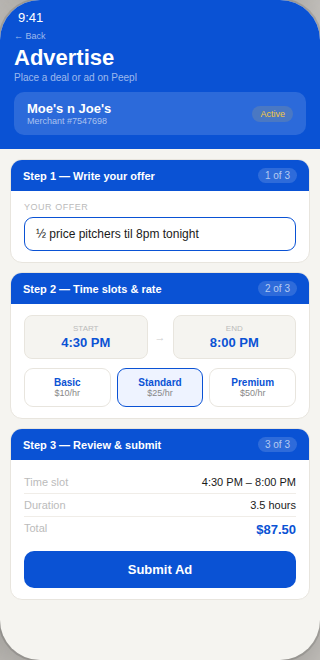 9:41
← Back
Advertise
Place a deal or ad on Peepl
Moe's n Joe's
Merchant #7547698
Active
Step 1 — Write your offer
1 of 3
YOUR OFFER
½ price pitchers til 8pm tonight
Step 2 — Time slots & rate
2 of 3
START
4:30 PM
→
END
8:00 PM
Basic
$10/hr
Standard
$25/hr
Premium
$50/hr
Step 3 — Review & submit
3 of 3
Time slot 4:30 PM – 8:00 PM
Duration 3.5 hours
Total $87.50
Submit Ad